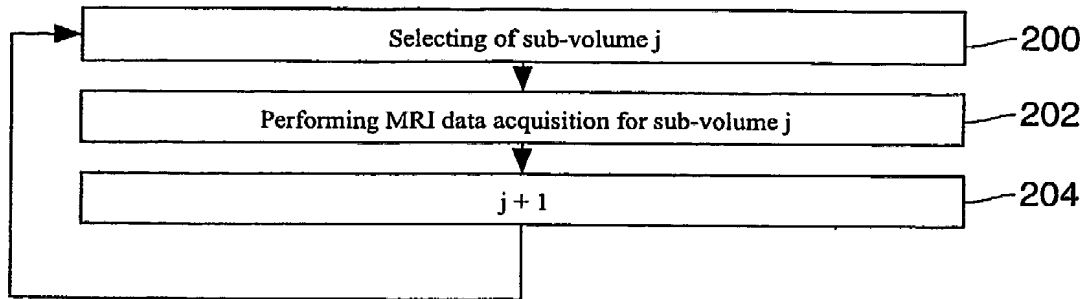 Selecting of sub-volume j
200
Performing MRI data acquisition for sub-volume j
202
j + 1
204